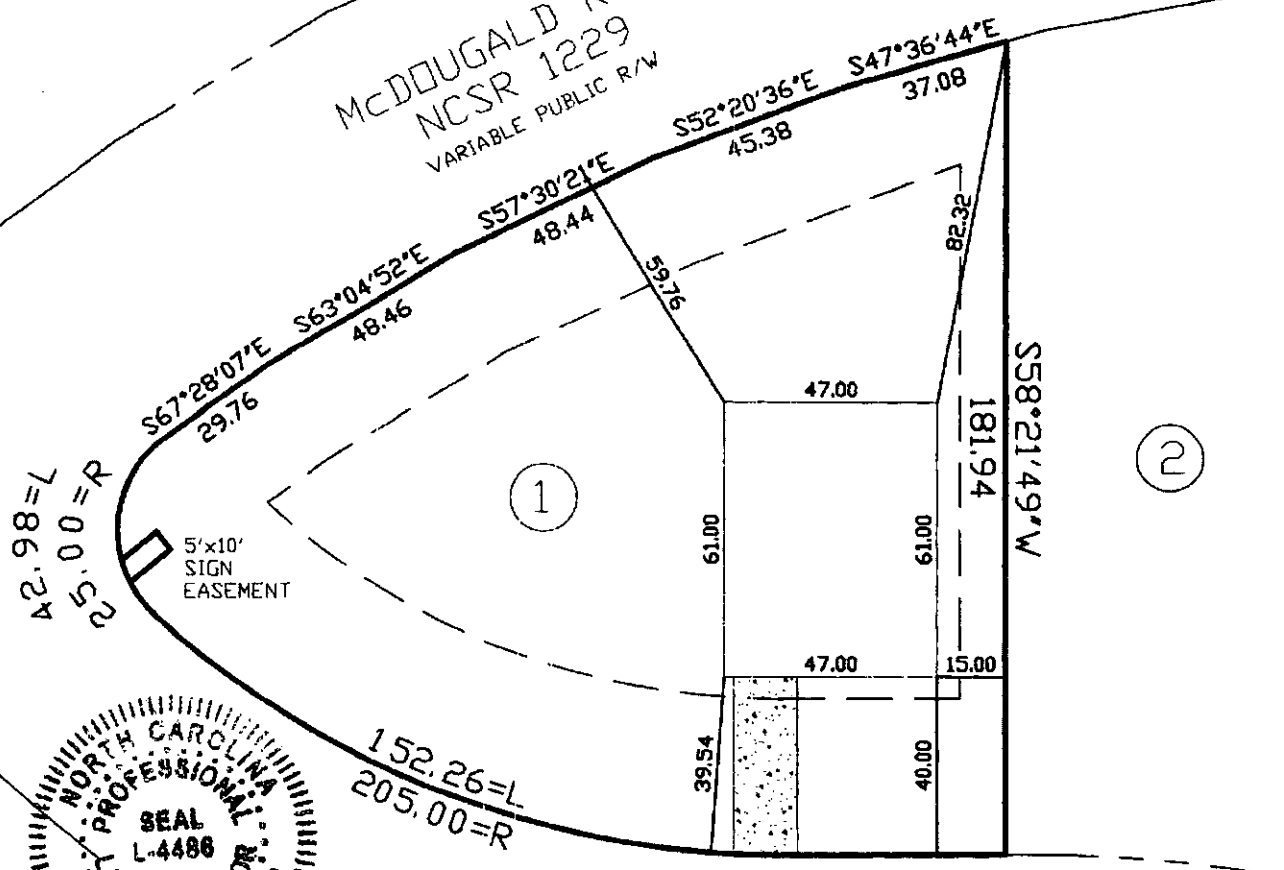 McDOUGALD
NCSR 1229
VARIABLE PUBLIC R/W
S47°36'44"E
37.08
S52°20'36"E
45.38
S57°30'21"E
48.44
S63°04'52"E
48.46
S67°28'07"E
29.76
42.98=L
25.00=R
5'x10'
SIGN
EASEMENT
1
59.76
82.32
47.00
61.00
61.00
S58°21'49"W
181.94
2
47.00
15.00
39.54
40.00
152.26=L
205.00=R
NORTH CAROLINA
PROFESSIONAL
SEAL
L-4486